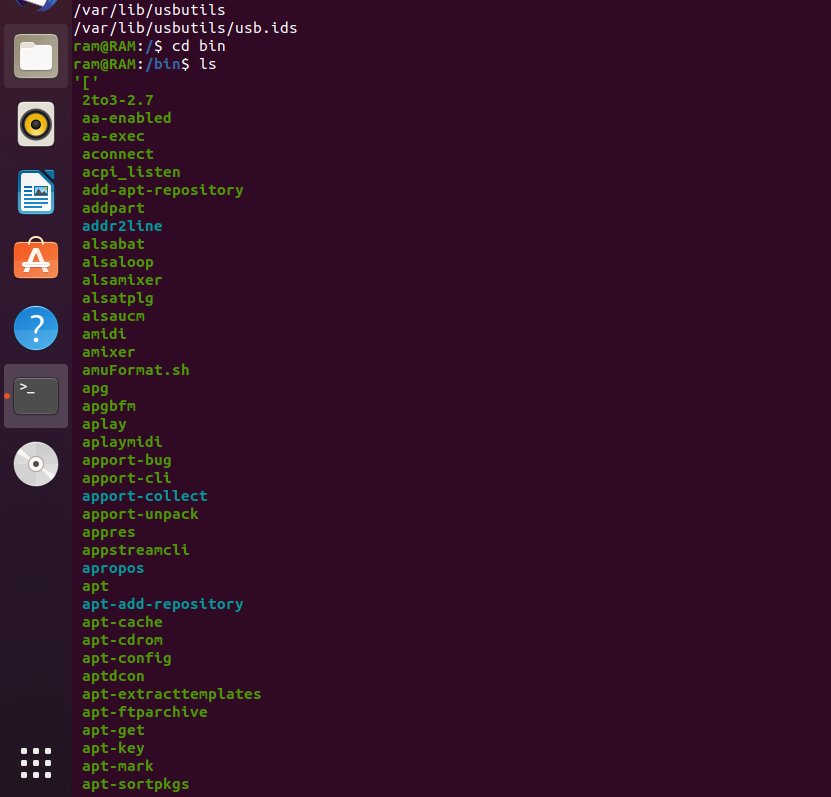 /var/lib/usbutils
/var/lib/usbutils/usb.ids
ram@RAM:/$ cd bin
ram@RAM:/bin$ ls
'['
2to3-2.7
aa-enabled
aa-exec
aconnect
acpi_listen
add-apt-repository
addpart
addr2line
alsabat
alsaloop
alsamixer
alsatplg
alsaucm
amidi
amixer
amuFormat.sh
apg
apgbfm
aplay
aplaymidi
apport-bug
apport-cli
apport-collect
apport-unpack
appres
appstreamcli
apropos
apt
apt-add-repository
apt-cache
apt-cdrom
apt-config
aptdcon
apt-extracttemplates
apt-ftparchive
apt-get
apt-key
apt-mark
apt-sortpkgs
?
>_